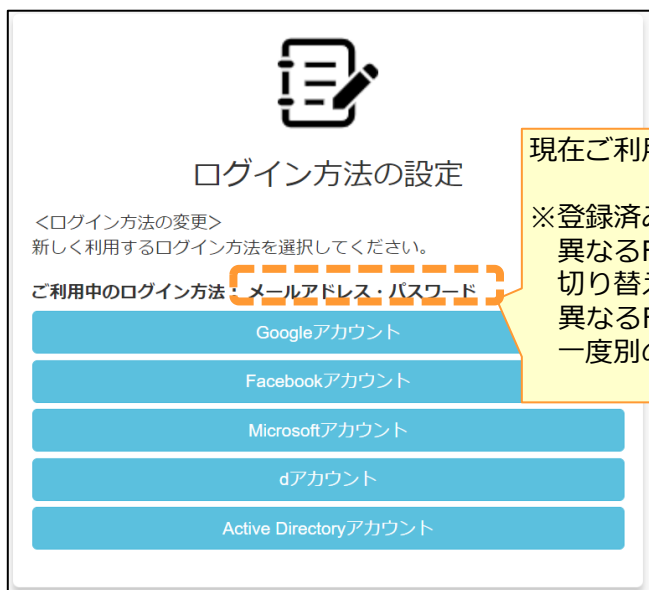 ログイン方法の設定
<ログイン方法の変更>
新しく利用するログイン方法を選択してください。
ご利用中のログイン方法： メールアドレス・パスワード
Googleアカウント
Facebookアカウント
Microsoftアカウント
dアカウント
Active Directoryアカウント
現在ご利
※登録済
異なる
切り替
異なる
一度別